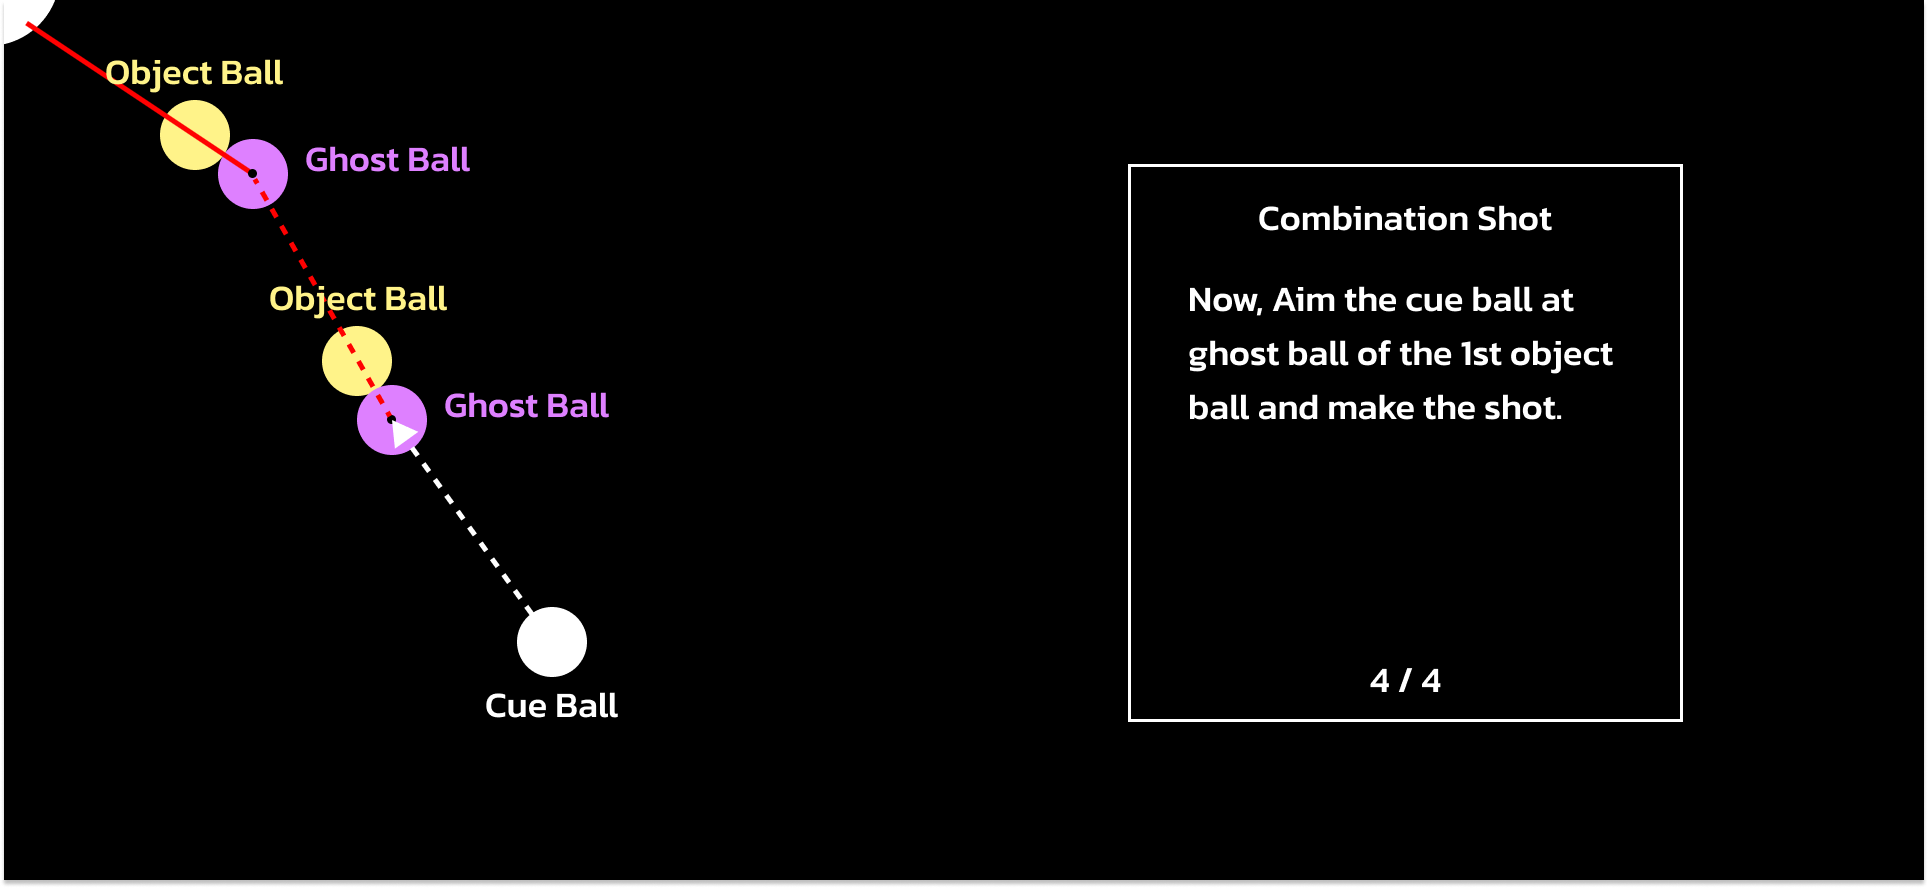 Object Ball
Ghost Ball
Object Ball
Ghost Ball
Cue Ball
Combination Shot
Now, Aim the cue ball at
ghost ball of the 1st object
ball and make the shot.
4 / 4